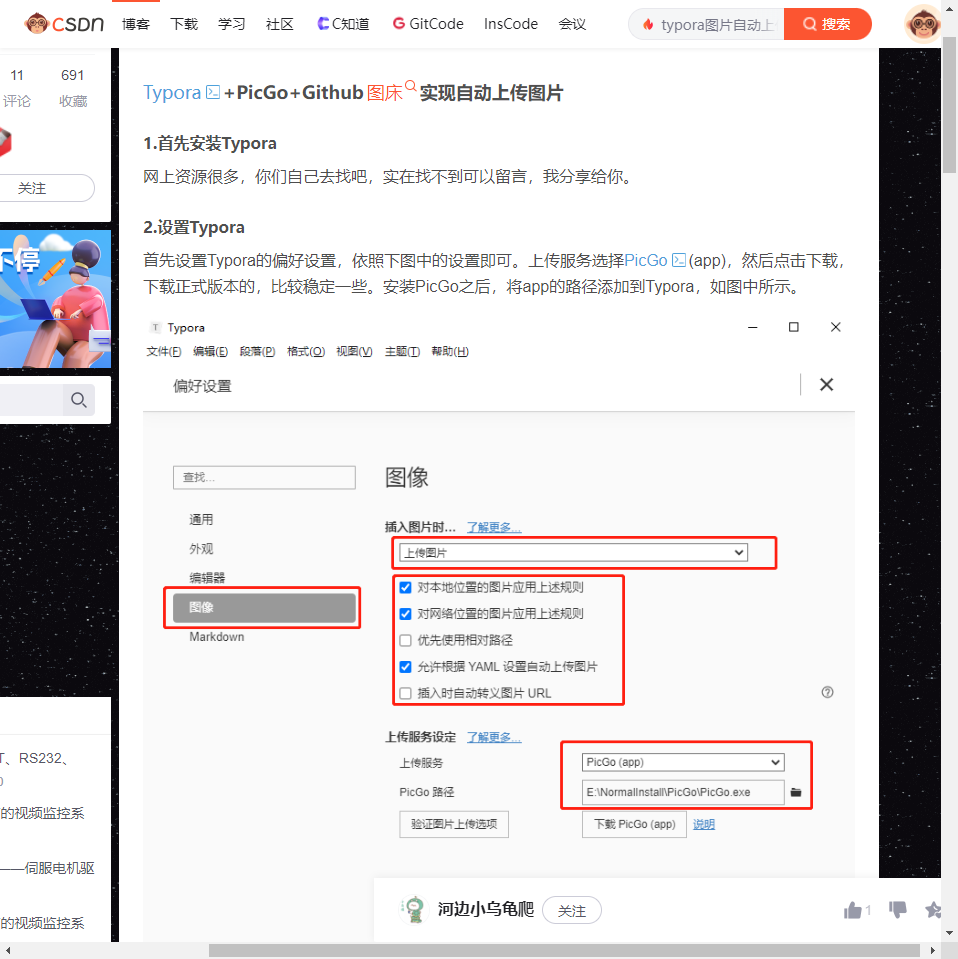 CSDN 博客 下载 学习 社区 C知道 GitCode InsCode 会议 typora图片自动上 搜索
11 691
评论 收藏
关注
不停
T、RS232、
的视频监控系
——伺服电机驱
的视频监控系
Typora+PicGo+Github图床实现自动上传图片
1.首先安装Typora
网上资源很多，你们自己去找吧，实在找不到可以留言，我分享给你。
2.设置Typora
首先设置Typora的偏好设置，依照下图中的设置即可。上传服务选择PicGo(app)，然后点击下载，
下载正式版本的，比较稳定一些。安装PicGo之后，将app的路径添加到Typora，如图中所示。
T Typora
文件(F) 编辑(E) 段落(P) 格式(O) 视图(V) 主题(T) 帮助(H)
偏好设置
查找...
通用
外观
编辑器
图像
Markdown
图像
插入图片时... 了解更多...
上传图片
对本地位置的图片应用上述规则
对网络位置的图片应用上述规则
优先使用相对路径
允许根据 YAML 设置自动上传图片
插入时自动转义图片 URL
上传服务设定 了解更多...
上传服务 PicGo (app)
PicGo 路径 E:\NormalInstall\PicGo\PicGo.exe
验证图片上传选项 下载 PicGo (app) 说明
河边小乌龟爬 关注 1